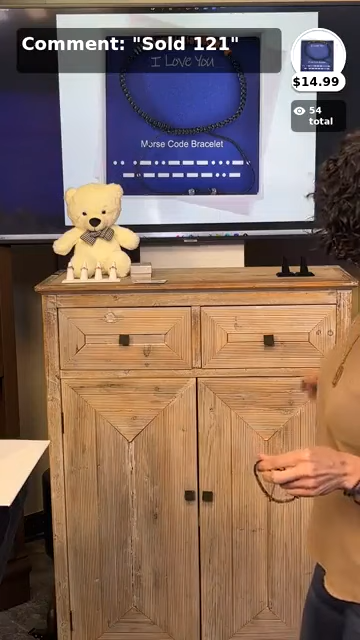 Comment: "Sold 121"
I Love You
Morse Code Bracelet
$14.99
54
total